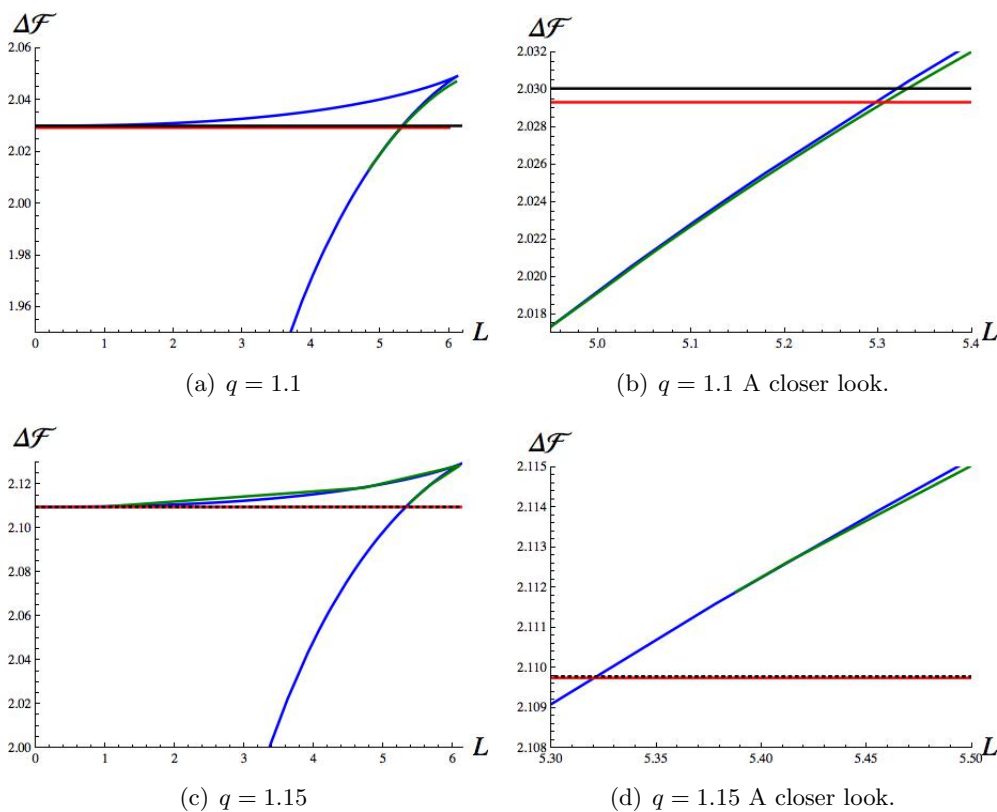 ΔℱF
2.06
2.04
2.02
2.00
1.98
1.96
0 1 2 3 4 5 6 L
(a) q = 1.1
Δℱ
2.032
2.030
2.028
2.026
2.024
2.022
2.020
2.018
5.0 5.1 5.2 5.3 5.4 L
(b) q = 1.1 A closer look.
Δℱ
2.12
2.10
2.08
2.06
2.04
2.02
2.00
0 1 2 3 4 5 6 L
(c) q = 1.15
Δℱ
2.115
2.114
2.113
2.112
2.111
2.110
2.109
2.108
5.30 5.35 5.40 5.45 5.50 L
(d) q = 1.15 A closer look.